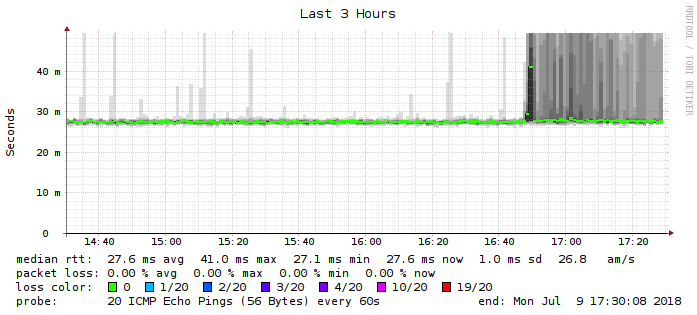 Last 3 Hours
RRDTOOL / TOBI OETIKER
Seconds
40 m
30 m
20 m
10 m
0
14:40 15:00 15:20 15:40 16:00 16:20 16:40 17:00 17:20
median rtt: 27.6 ms avg 41.0 ms max 27.1 ms min 27.6 ms now 1.0 ms sd 26.8 am/s
packet loss: 0.00 % avg 0.00 % max 0.00 % min 0.00 % now
loss color: 0 1/20 2/20 3/20 4/20 10/20 19/20
probe: 20 ICMP Echo Pings (56 Bytes) every 60s end: Mon Jul 9 17:30:08 2018